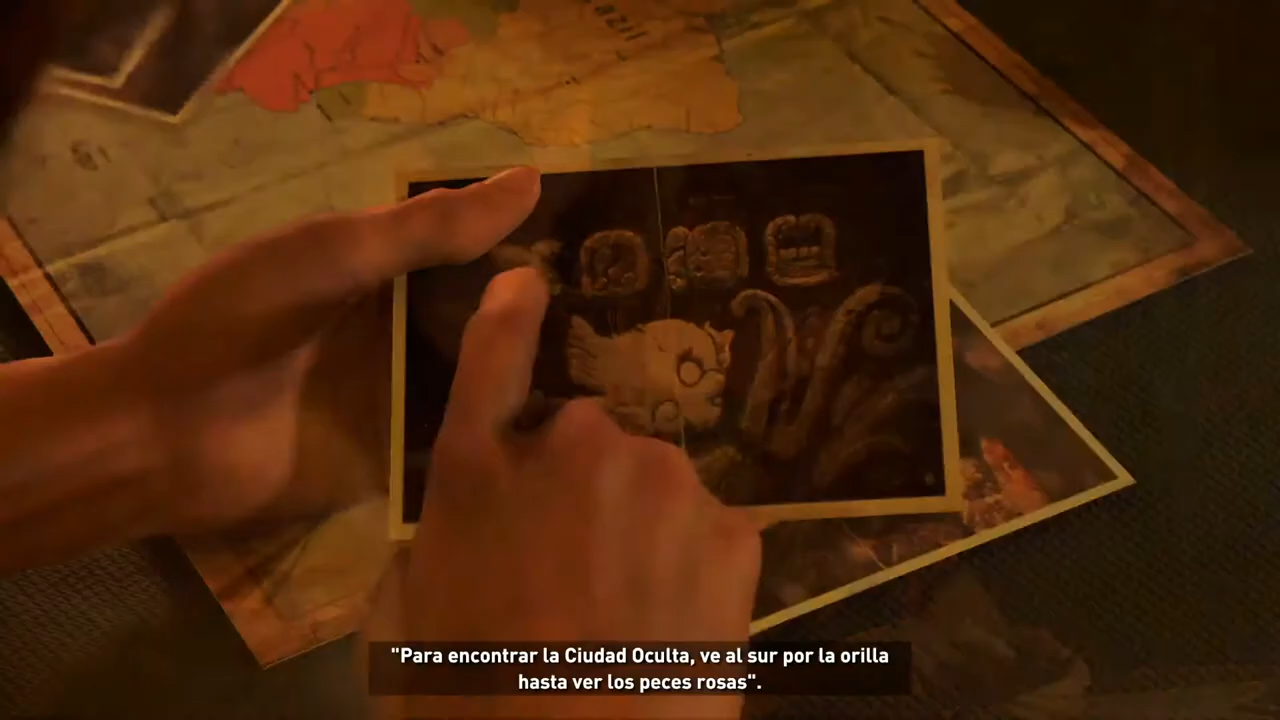 "Para encontrar la Ciudad Oculta, ve al sur por la orilla
hasta ver los peces rosas".